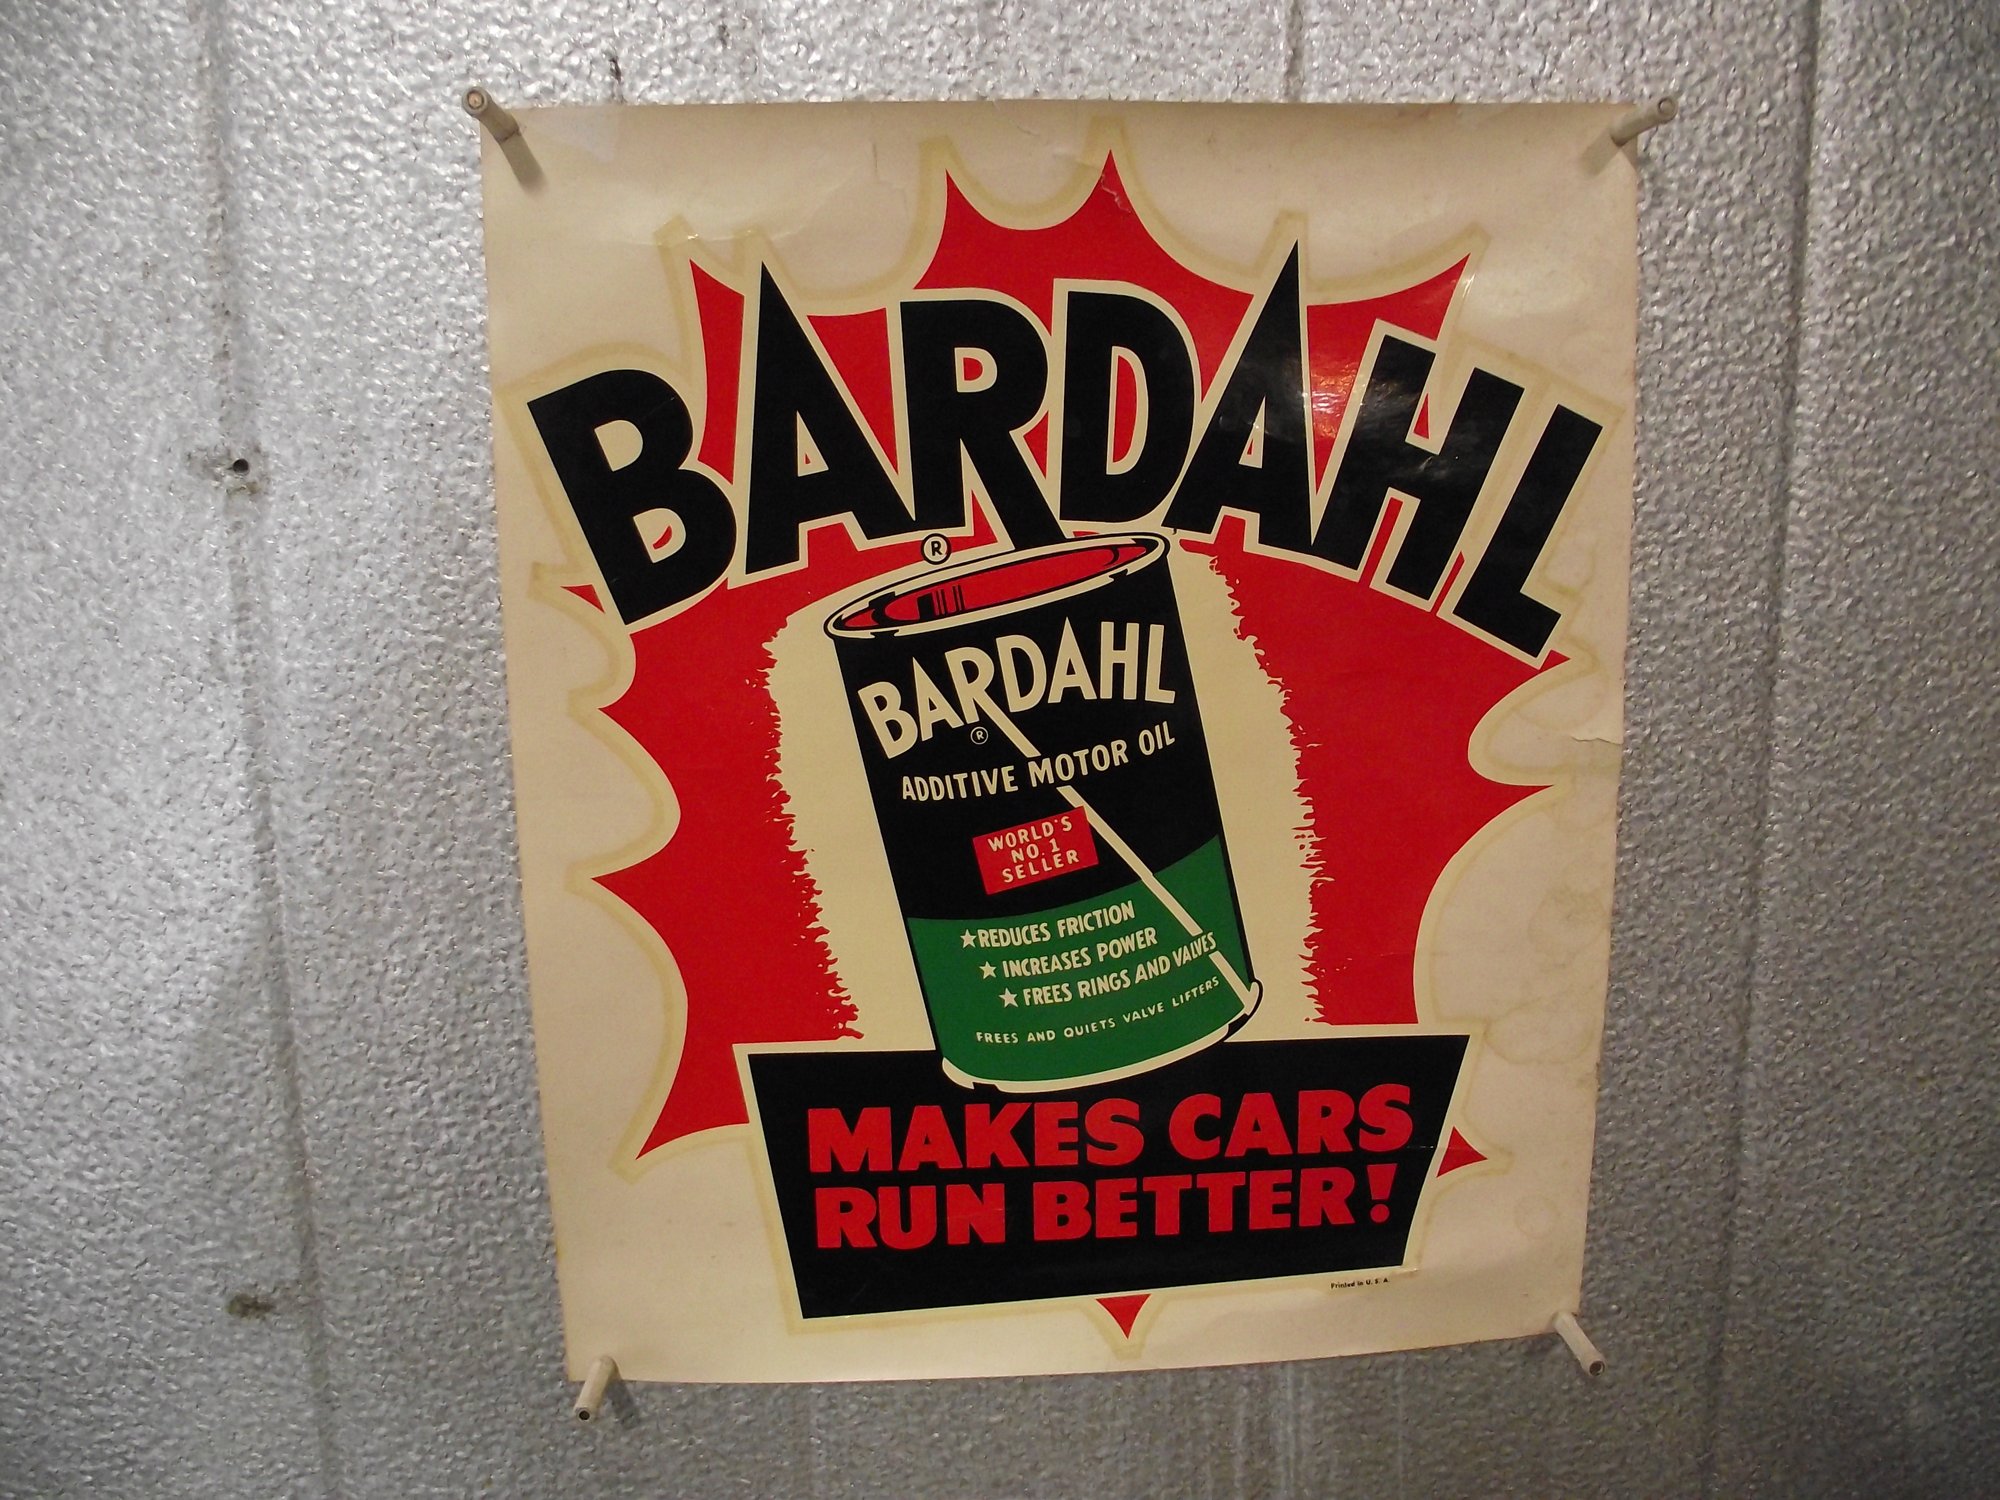 BARDAHL
®
BARDAHL
®
ADDITIVE MOTOR OIL
WORLD'S
NO. 1
SELLER
★REDUCES FRICTION
★ INCREASES POWER
★ FREES RINGS AND VALVES
FREES AND QUIETS VALVE LIFTERS
MAKES CARS
RUN BETTER!
Printed in U. S. A.